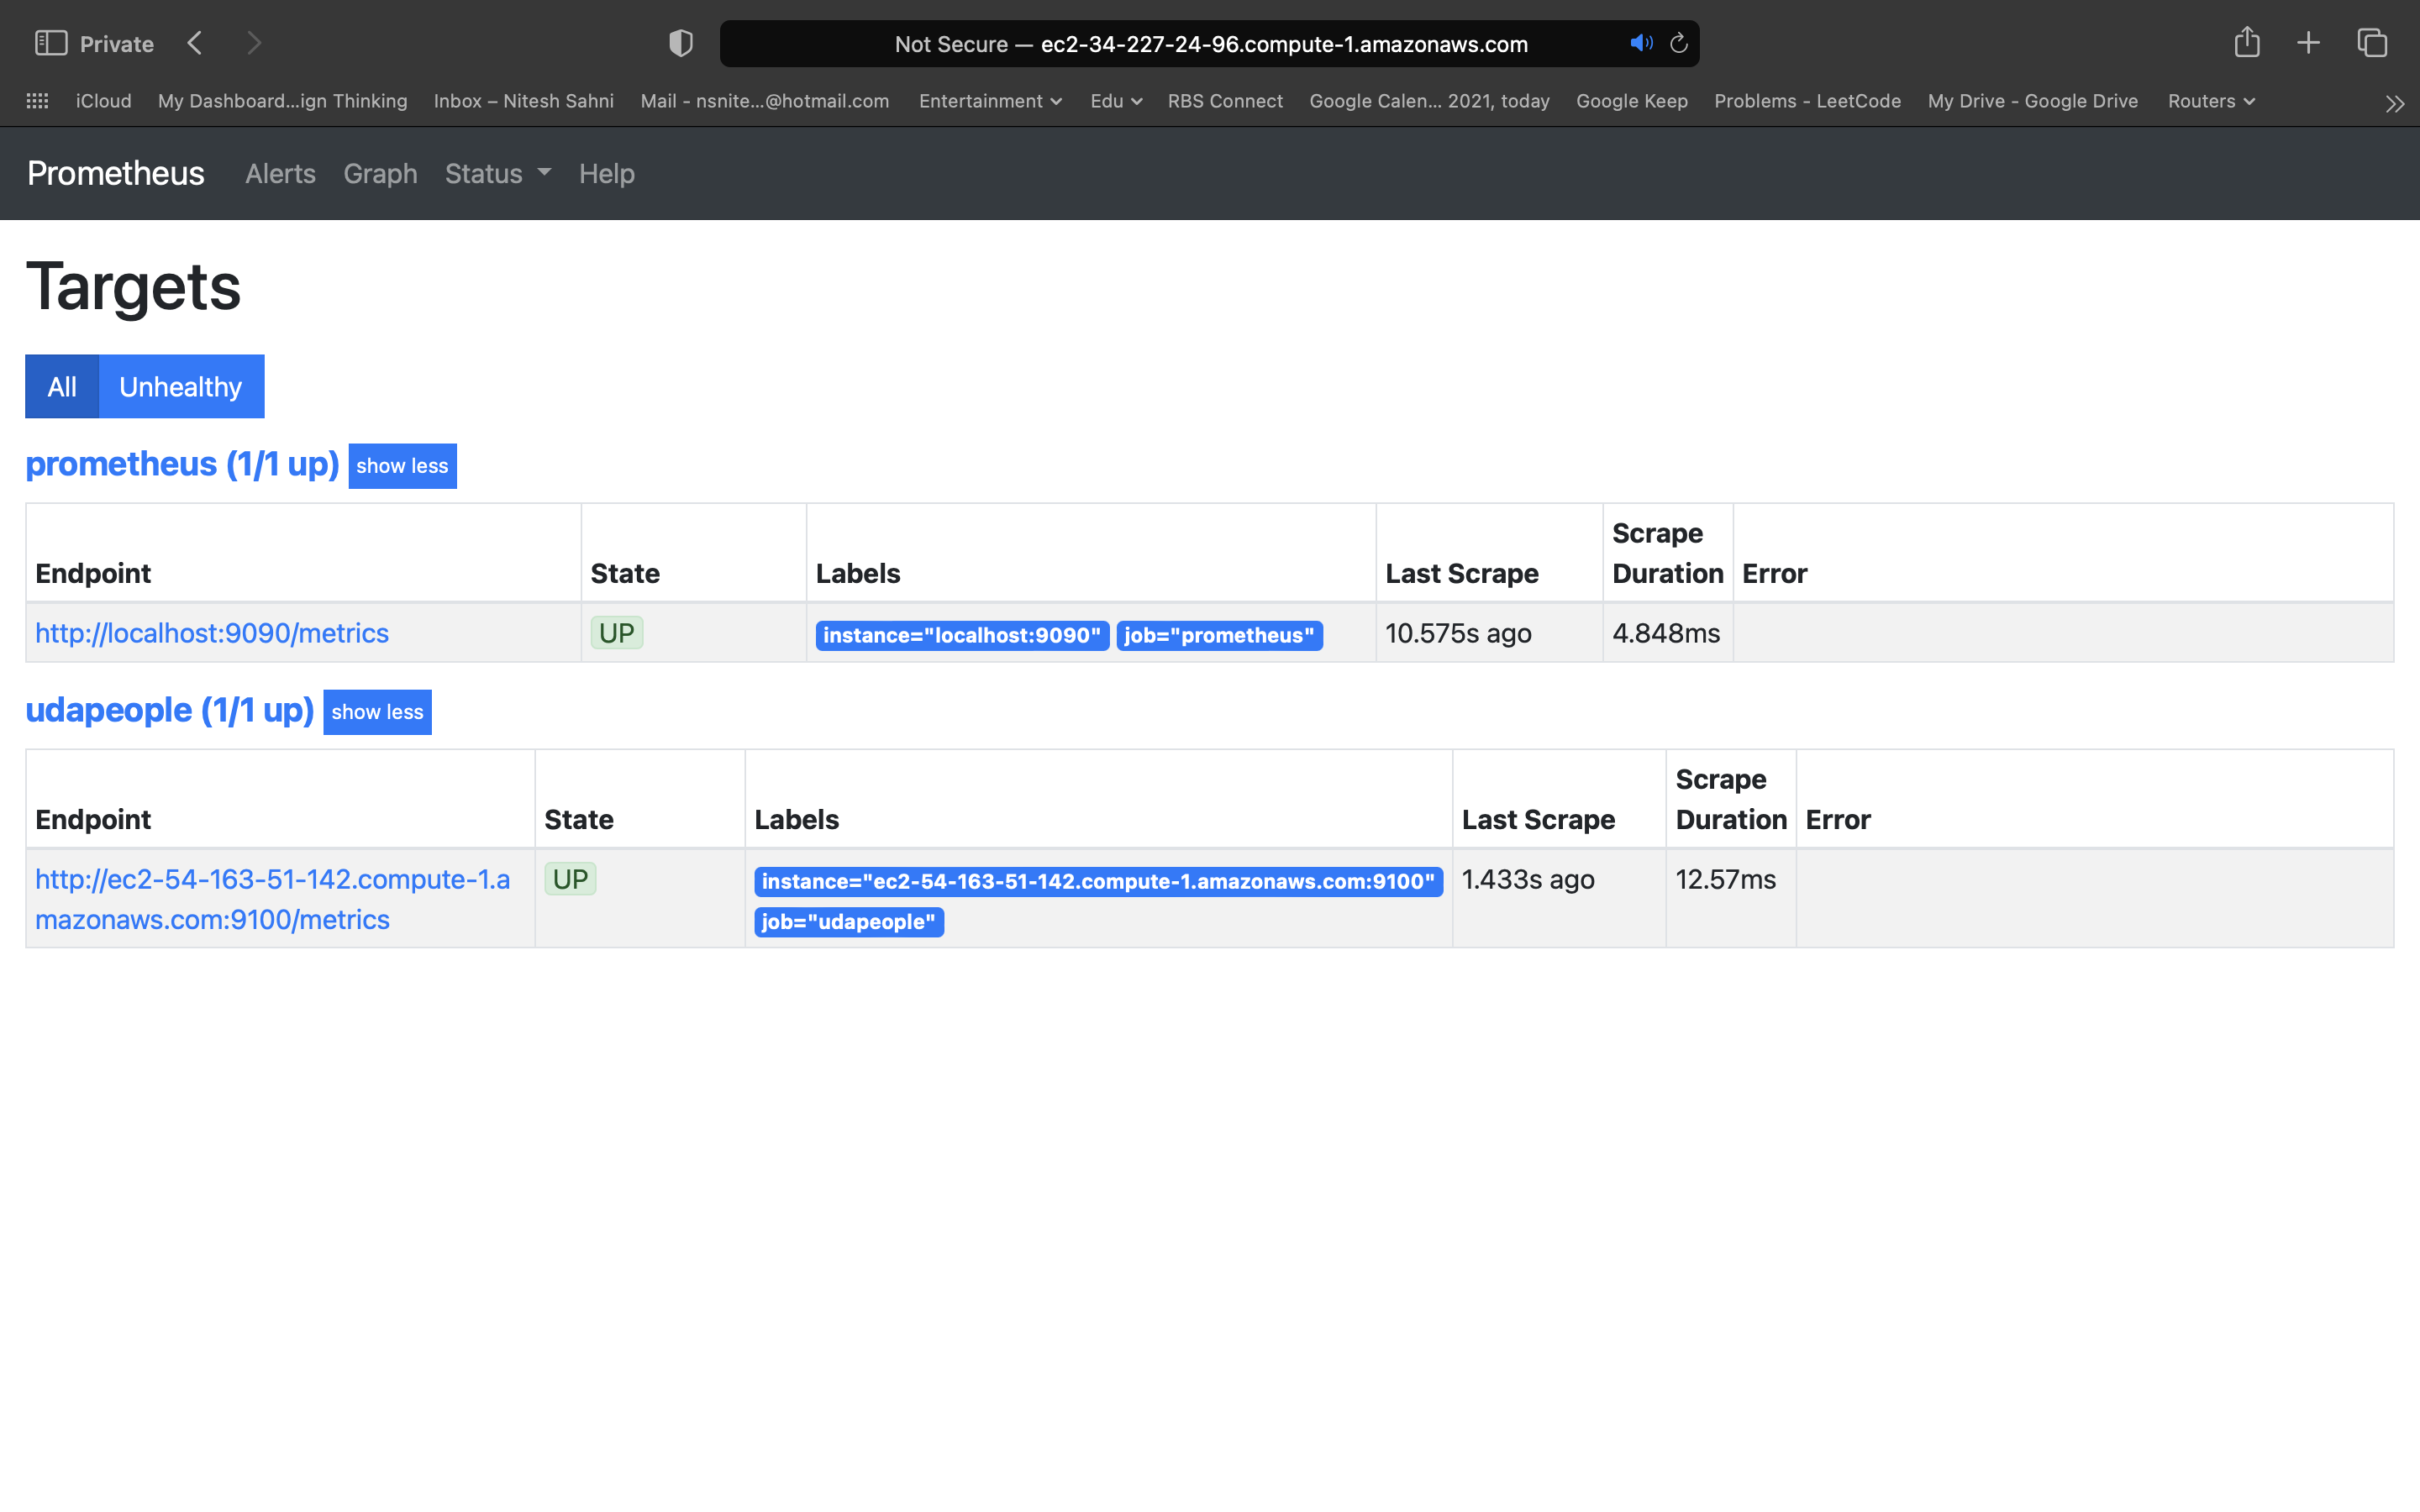 Private
Not Secure — ec2-34-227-24-96.compute-1.amazonaws.com
iCloud My Dashboard...ign Thinking Inbox – Nitesh Sahni Mail - nsnite...@hotmail.com Entertainment Edu RBS Connect Google Calen... 2021, today Google Keep Problems - LeetCode My Drive - Google Drive Routers
Prometheus Alerts Graph Status Help
Targets
All Unhealthy
prometheus (1/1 up) show less
Endpoint State Labels Last Scrape Scrape Duration Error
http://localhost:9090/metrics UP instance="localhost:9090" job="prometheus" 10.575s ago 4.848ms
udapeople (1/1 up) show less
Endpoint State Labels Last Scrape Scrape Duration Error
http://ec2-54-163-51-142.compute-1.a UP instance="ec2-54-163-51-142.compute-1.amazonaws.com:9100" 1.433s ago 12.57ms
mazonaws.com:9100/metrics job="udapeople"